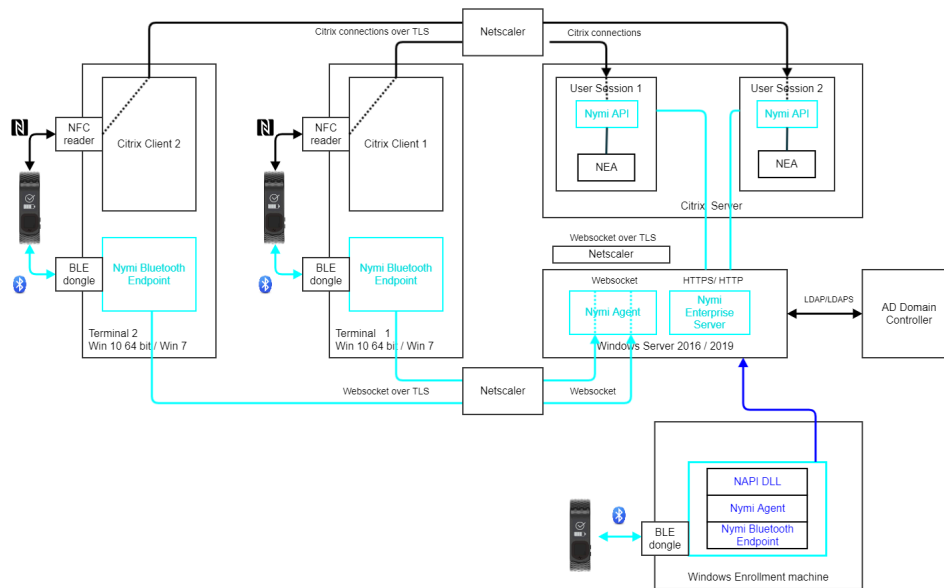 Netscaler
Citrix connections over TLS
Citrix connections
NFC
reader
Citrix Client 2
NFC
reader
Citrix Client 1
User Session 1
Nymi API
NEA
User Session 2
Nymi API
NEA
Citrix Server
BLE
dongle
Nymi Bluetooth
Endpoint
Terminal 2
Win 10 64 bit / Win 7
BLE
dongle
Nymi Bluetooth
Endpoint
Terminal 1
Win 10 64 bit / Win 7
Websocket over TLS
Netscaler
Websocket
Nymi Agent
HTTPS/ HTTP
Nymi
Enterprise
Server
Windows Server 2016 / 2019
LDAP/LDAPS
AD Domain
Controller
Websocket over TLS
Netscaler
Websocket
NAPI DLL
Nymi Agent
Nymi Bluetooth
Endpoint
BLE
dongle
Windows Enrollment machine